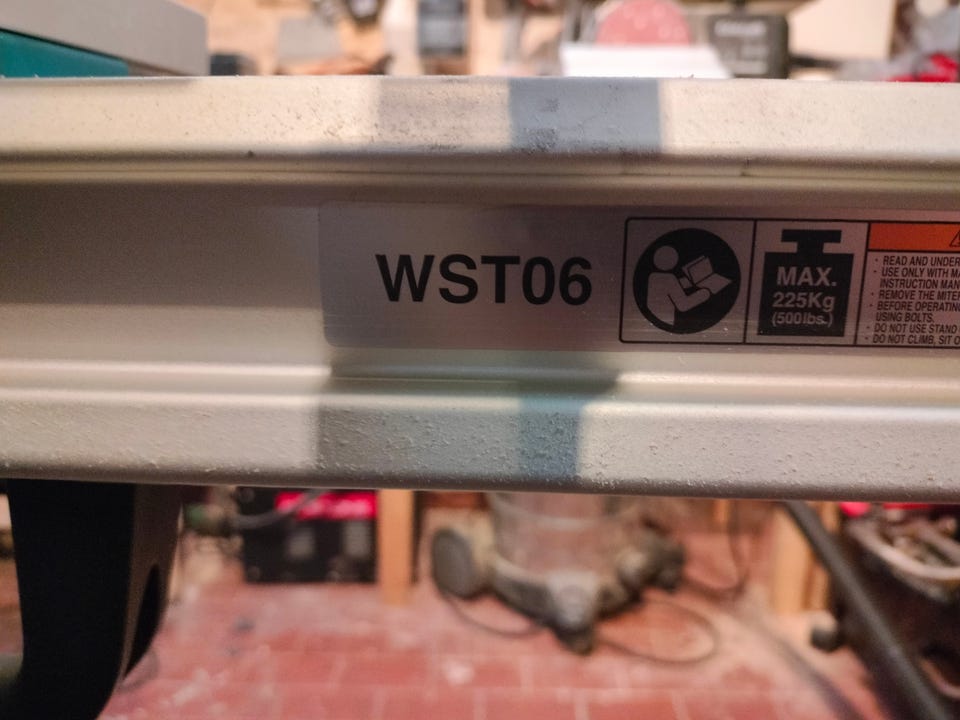 WST06
MAX.
225Kg
(500lbs.)
· READ AND UNDER
· USE ONLY WITH MA
INSTRUCTION MAN
· REMOVE THE MITER
· BEFORE OPERATING
USING BOLTS.
· DO NOT USE STAND
· DO NOT CLIMB, SIT O